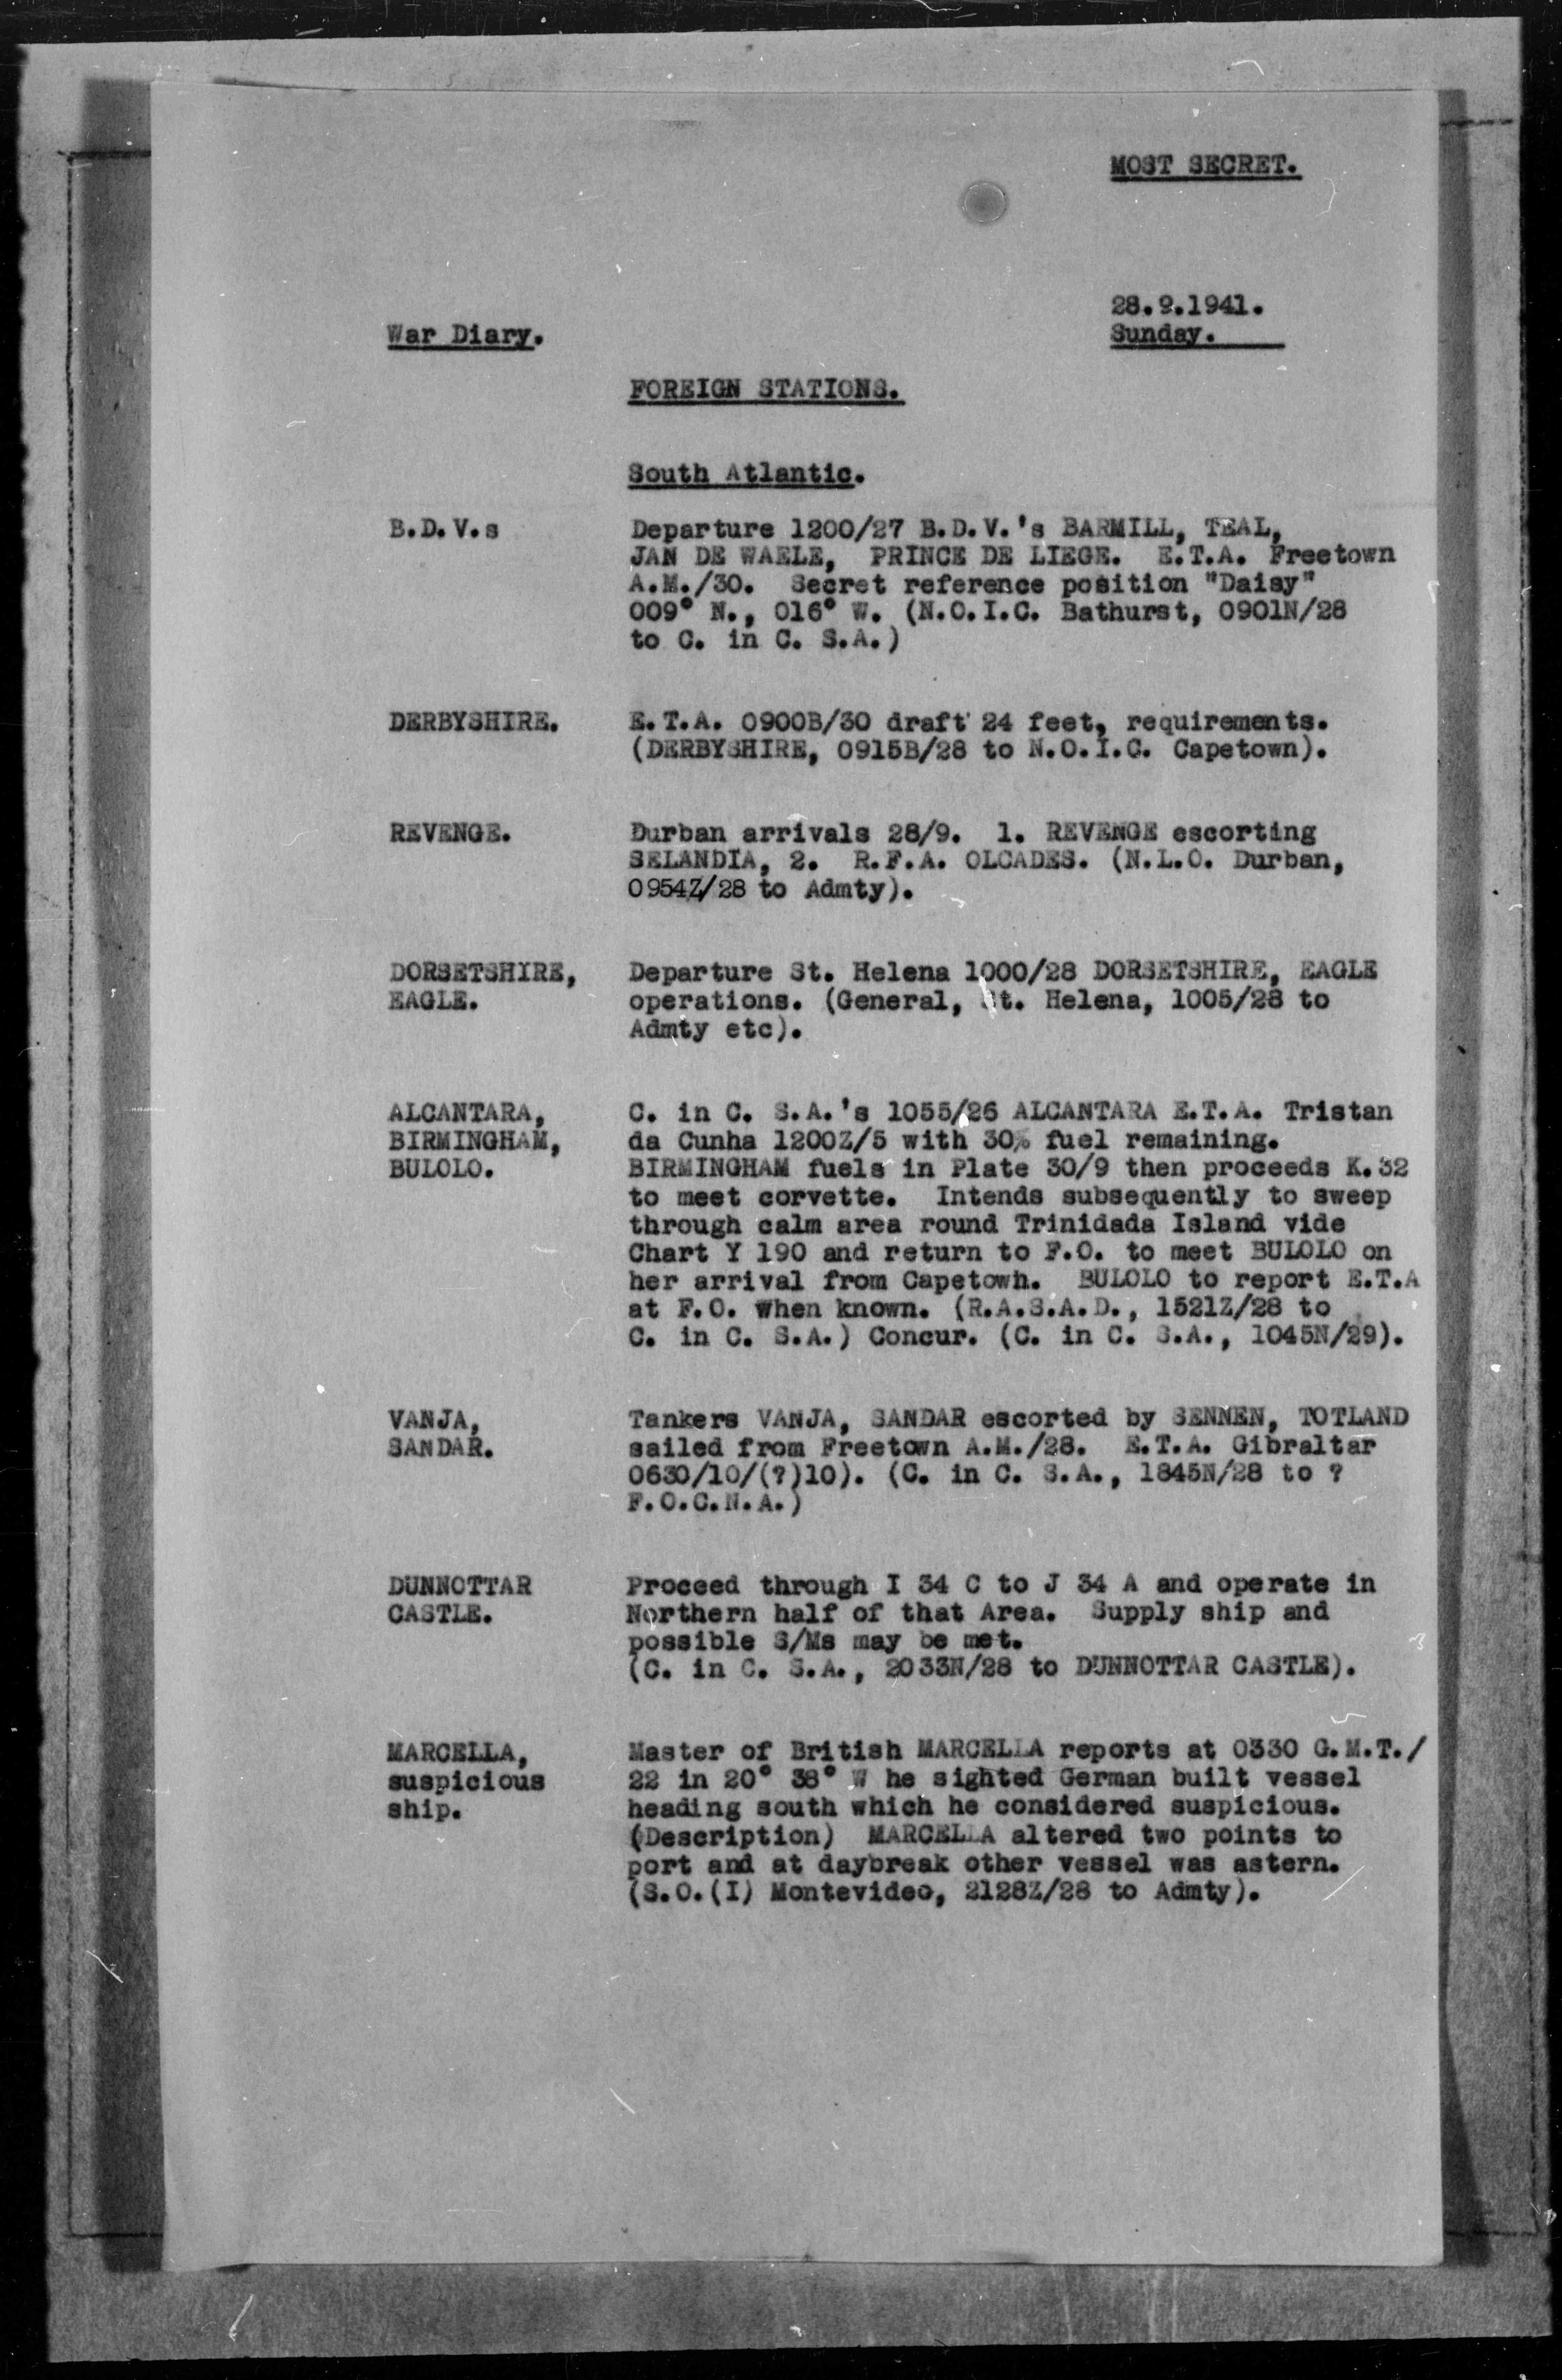 MOST SECRET.
28.9.1941.
War Diary.
Sunday.
FOREIGN STATIONS.
South Atlantic.
B.D.V.s Departure 1200/27 B.D.V.'s BARMILL, TEAL,
JAN DE WAELE, PRINCE DE LIEGE. E.T.A. Freetown
A.M./30. Secret reference position "Daisy"
009° N., 016° W. (N.O.I.C. Bathurst, 0901N/28
to C. in C. S.A.)
DERBYSHIRE. E.T.A. 0900B/30 draft 24 feet, requirements.
(DERBYSHIRE, 0915B/28 to N.O.I.C. Capetown).
REVENGE. Durban arrivals 28/9. 1. REVENGE escorting
SELANDIA, 2. R.F.A. OLCADES. (N.L.O. Durban,
0954Z/28 to Admty).
DORSETSHIRE, Departure St. Helena 1000/28 DORSETSHIRE, EAGLE
EAGLE. operations. (General, St. Helena, 1005/28 to
Admty etc).
ALCANTARA, C. in C. S.A.'s 1055/26 ALCANTARA E.T.A. Tristan
BIRMINGHAM, da Cunha 1200Z/5 with 30% fuel remaining.
BULOLO. BIRMINGHAM fuels in Plate 30/9 then proceeds K.32
to meet corvette. Intends subsequently to sweep
through calm area round Trinidada Island vide
Chart Y 190 and return to F.O. to meet BULOLO on
her arrival from Capetown. BULOLO to report E.T.A
at F.O. when known. (R.A.S.A.D., 1521Z/28 to
C. in C. S.A.) Concur. (C. in C. S.A., 1045N/29).
VANJA, Tankers VANJA, SANDAR escorted by SENNEN, TOTLAND
SANDAR. sailed from Freetown A.M./28. E.T.A. Gibraltar
0630/10/(?)10). (C. in C. S.A., 1845N/28 to ?
F.O.C.N.A.)
DUNNOTTAR Proceed through I 34 C to J 34 A and operate in
CASTLE. Northern half of that Area. Supply ship and
possible S/Ms may be met.
(C. in C. S.A., 2033N/28 to DUNNOTTAR CASTLE).
MARCELLA, Master of British MARCELLA reports at 0330 G.M.T./
suspicious 22 in 20° 38° W he sighted German built vessel
ship. heading south which he considered suspicious.
(Description) MARCELLA altered two points to
port and at daybreak other vessel was astern.
(S.O.(I) Montevideo, 2128Z/28 to Admty).